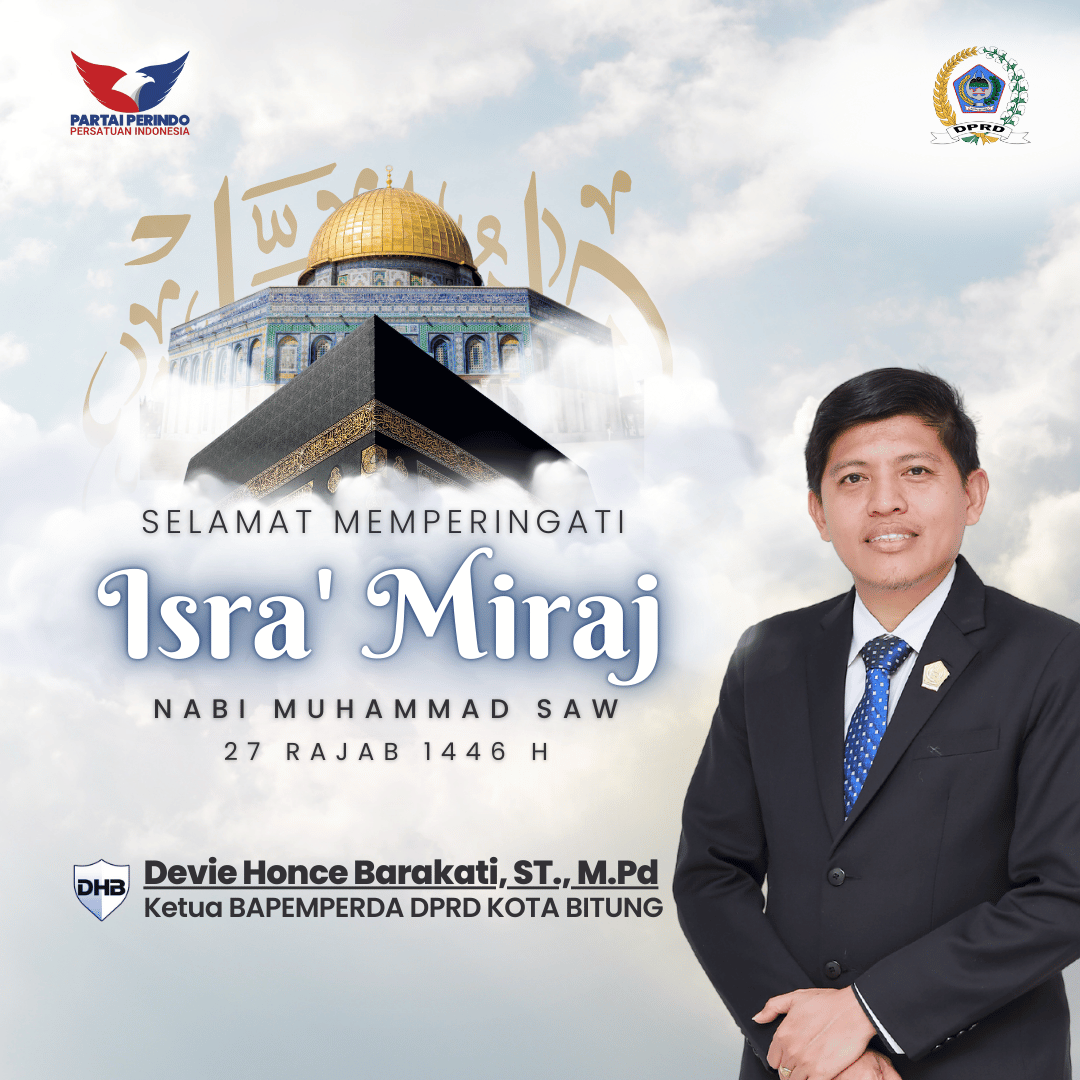 PARTAI PERINDO
PERSATUAN INDONESIA
DPRD
SELAMAT MEMPERINGATI
Isra' Miraj
NABI MUHAMMAD SAW
27 RAJAB 1446 H
DHB
Devie Honce Barakati, ST., M.Pd
Ketua BAPEMPERDA DPRD KOTA BITUNG